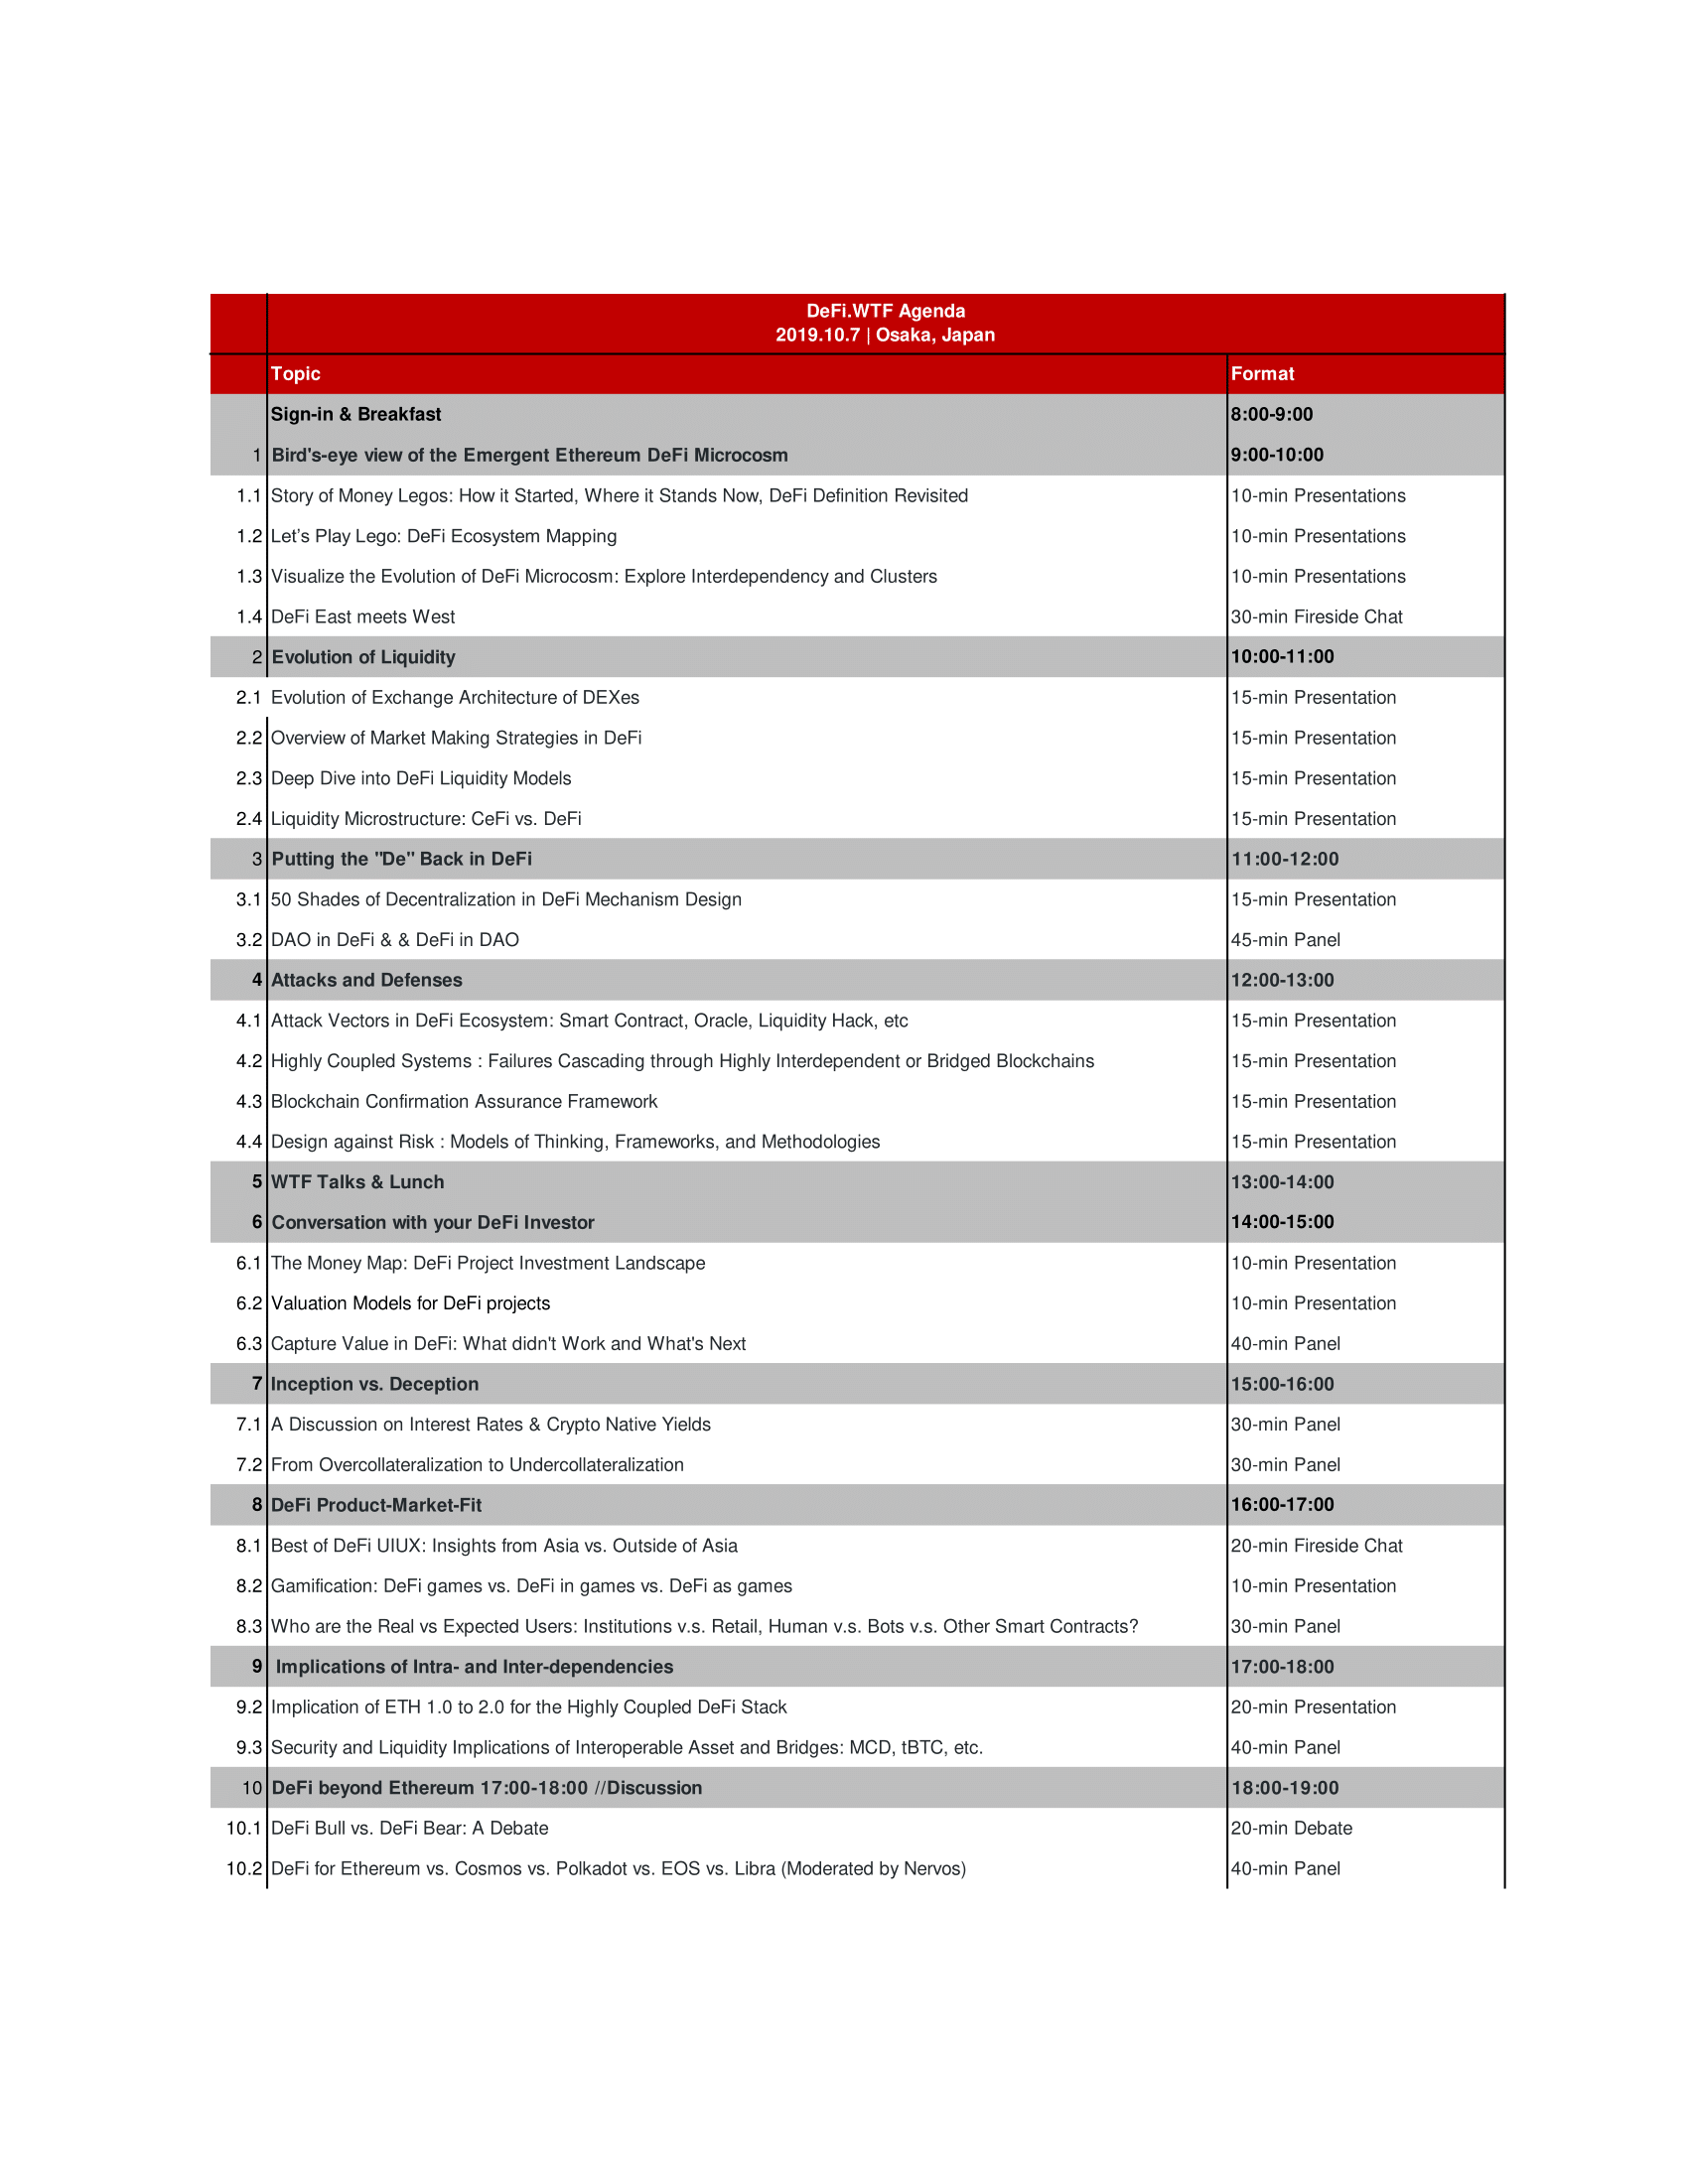 DeFi.WTF Agenda
2019.10.7 | Osaka, Japan
Topic Format
Sign-in & Breakfast 8:00-9:00
1 Bird's-eye view of the Emergent Ethereum DeFi Microcosm 9:00-10:00
1.1 Story of Money Legos: How it Started, Where it Stands Now, DeFi Definition Revisited 10-min Presentations
1.2 Let’s Play Lego: DeFi Ecosystem Mapping 10-min Presentations
1.3 Visualize the Evolution of DeFi Microcosm: Explore Interdependency and Clusters 10-min Presentations
1.4 DeFi East meets West 30-min Fireside Chat
2 Evolution of Liquidity 10:00-11:00
2.1 Evolution of Exchange Architecture of DEXes 15-min Presentation
2.2 Overview of Market Making Strategies in DeFi 15-min Presentation
2.3 Deep Dive into DeFi Liquidity Models 15-min Presentation
2.4 Liquidity Microstructure: CeFi vs. DeFi 15-min Presentation
3 Putting the "De" Back in DeFi 11:00-12:00
3.1 50 Shades of Decentralization in DeFi Mechanism Design 15-min Presentation
3.2 DAO in DeFi & & DeFi in DAO 45-min Panel
4 Attacks and Defenses 12:00-13:00
4.1 Attack Vectors in DeFi Ecosystem: Smart Contract, Oracle, Liquidity Hack, etc 15-min Presentation
4.2 Highly Coupled Systems : Failures Cascading through Highly Interdependent or Bridged Blockchains 15-min Presentation
4.3 Blockchain Confirmation Assurance Framework 15-min Presentation
4.4 Design against Risk : Models of Thinking, Frameworks, and Methodologies 15-min Presentation
5 WTF Talks & Lunch 13:00-14:00
6 Conversation with your DeFi Investor 14:00-15:00
6.1 The Money Map: DeFi Project Investment Landscape 10-min Presentation
6.2 Valuation Models for DeFi projects 10-min Presentation
6.3 Capture Value in DeFi: What didn't Work and What's Next 40-min Panel
7 Inception vs. Deception 15:00-16:00
7.1 A Discussion on Interest Rates & Crypto Native Yields 30-min Panel
7.2 From Overcollateralization to Undercollateralization 30-min Panel
8 DeFi Product-Market-Fit 16:00-17:00
8.1 Best of DeFi UIUX: Insights from Asia vs. Outside of Asia 20-min Fireside Chat
8.2 Gamification: DeFi games vs. DeFi in games vs. DeFi as games 10-min Presentation
8.3 Who are the Real vs Expected Users: Institutions v.s. Retail, Human v.s. Bots v.s. Other Smart Contracts? 30-min Panel
9 Implications of Intra- and Inter-dependencies 17:00-18:00
9.2 Implication of ETH 1.0 to 2.0 for the Highly Coupled DeFi Stack 20-min Presentation
9.3 Security and Liquidity Implications of Interoperable Asset and Bridges: MCD, tBTC, etc. 40-min Panel
10 DeFi beyond Ethereum 17:00-18:00 //Discussion 18:00-19:00
10.1 DeFi Bull vs. DeFi Bear: A Debate 20-min Debate
10.2 DeFi for Ethereum vs. Cosmos vs. Polkadot vs. EOS vs. Libra (Moderated by Nervos) 40-min Panel